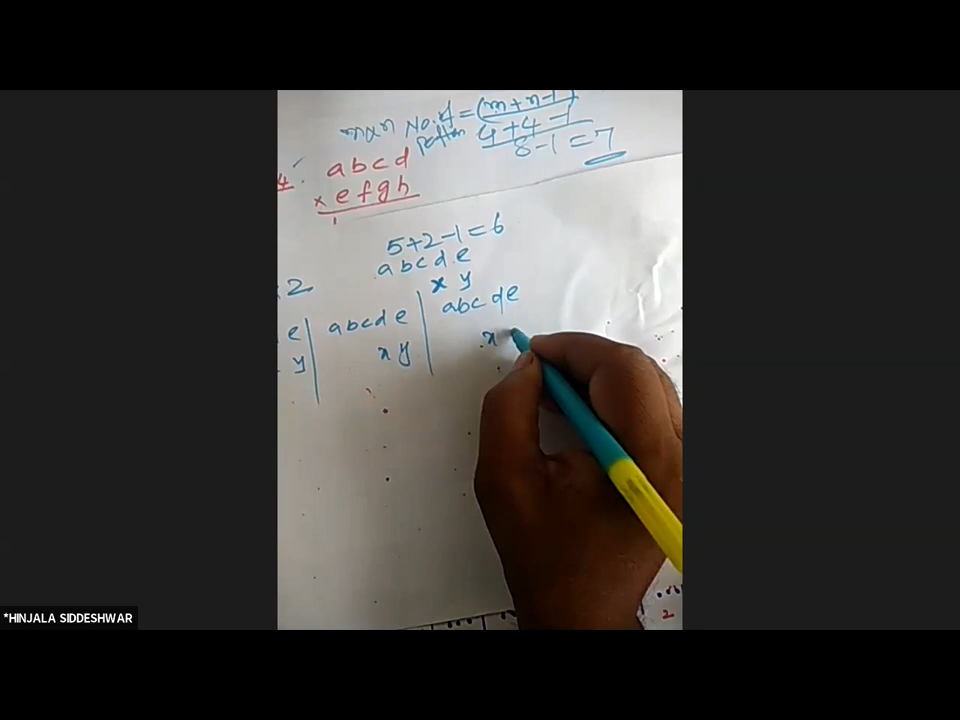 m×n No. of = (m+n-1)
pattern 4+4-1
8-1=7
4. abcd
× efgh
5+2-1=6
abcde
2 x y
e | abcde | abcde
y | xy | x
2
*HINJALA SIDDESHWAR